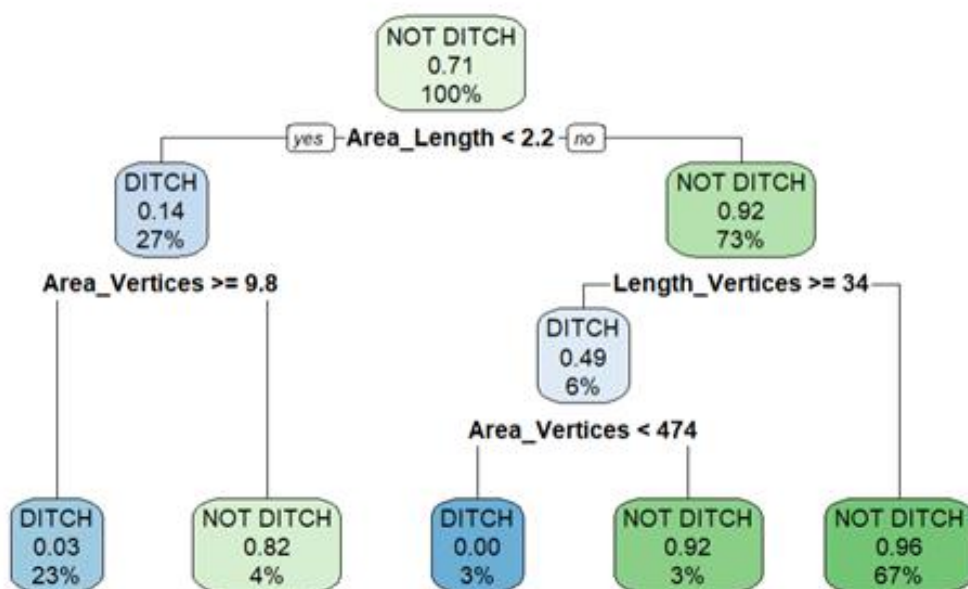 NOT DITCH
0.71
100%
yes Area_Length < 2.2 no
DITCH
0.14
27%
NOT DITCH
0.92
73%
Area_Vertices >= 9.8
Length_Vertices >= 34
DITCH
0.49
6%
Area_Vertices < 474
DITCH
0.03
23%
NOT DITCH
0.82
4%
DITCH
0.00
3%
NOT DITCH
0.92
3%
NOT DITCH
0.96
67%